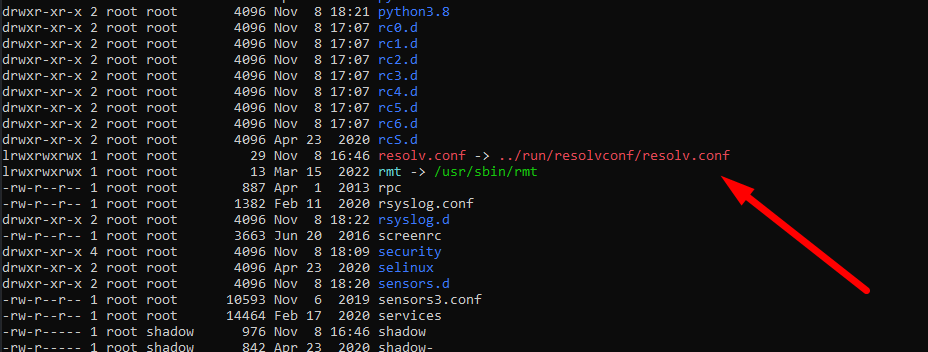 drwxr-xr-x 2 root root 4096 Nov 8 18:21 python3.8
drwxr-xr-x 2 root root 4096 Nov 8 17:07 rc0.d
drwxr-xr-x 2 root root 4096 Nov 8 17:07 rc1.d
drwxr-xr-x 2 root root 4096 Nov 8 17:07 rc2.d
drwxr-xr-x 2 root root 4096 Nov 8 17:07 rc3.d
drwxr-xr-x 2 root root 4096 Nov 8 17:07 rc4.d
drwxr-xr-x 2 root root 4096 Nov 8 17:07 rc5.d
drwxr-xr-x 2 root root 4096 Nov 8 17:07 rc6.d
drwxr-xr-x 2 root root 4096 Apr 23 2020 rcS.d
lrwxrwxrwx 1 root root 29 Nov 8 16:46 resolv.conf -> ../run/resolvconf/resolv.conf
lrwxrwxrwx 1 root root 13 Mar 15 2022 rmt -> /usr/sbin/rmt
-rw-r--r-- 1 root root 887 Apr 1 2013 rpc
-rw-r--r-- 1 root root 1382 Feb 11 2020 rsyslog.conf
drwxr-xr-x 2 root root 4096 Nov 8 18:22 rsyslog.d
-rw-r--r-- 1 root root 3663 Jun 20 2016 screenrc
drwxr-xr-x 4 root root 4096 Nov 8 18:09 security
drwxr-xr-x 2 root root 4096 Apr 23 2020 selinux
drwxr-xr-x 2 root root 4096 Nov 8 18:20 sensors.d
-rw-r--r-- 1 root root 10593 Nov 6 2019 sensors3.conf
-rw-r--r-- 1 root root 14464 Feb 17 2020 services
-rw-r----- 1 root shadow 976 Nov 8 16:46 shadow
-rw-r----- 1 root shadow 842 Apr 23 2020 shadow-